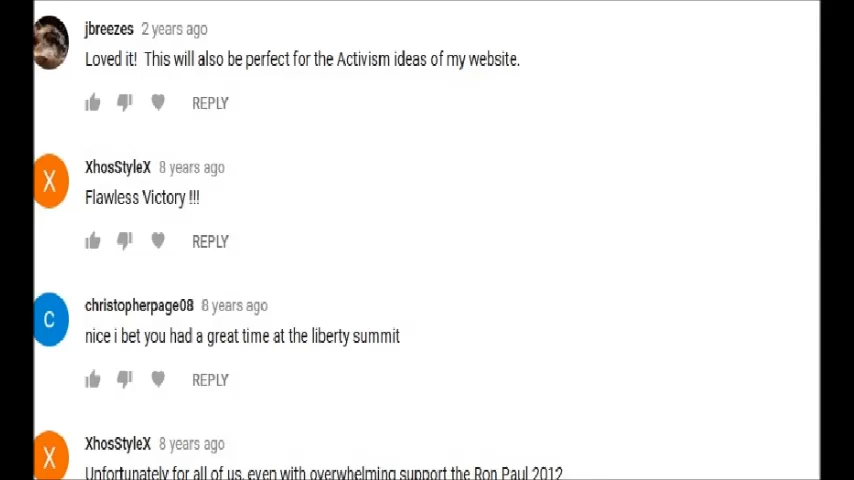 jbreezes 2 years ago
Loved it! This will also be perfect for the Activism ideas of my website.
REPLY
X
XhosStyleX 8 years ago
Flawless Victory !!!
REPLY
C
christopherpage08 8 years ago
nice i bet you had a great time at the liberty summit
REPLY
X
XhosStyleX 8 years ago
Unfortunately for all of us, even with overwhelming support the Ron Paul 2012